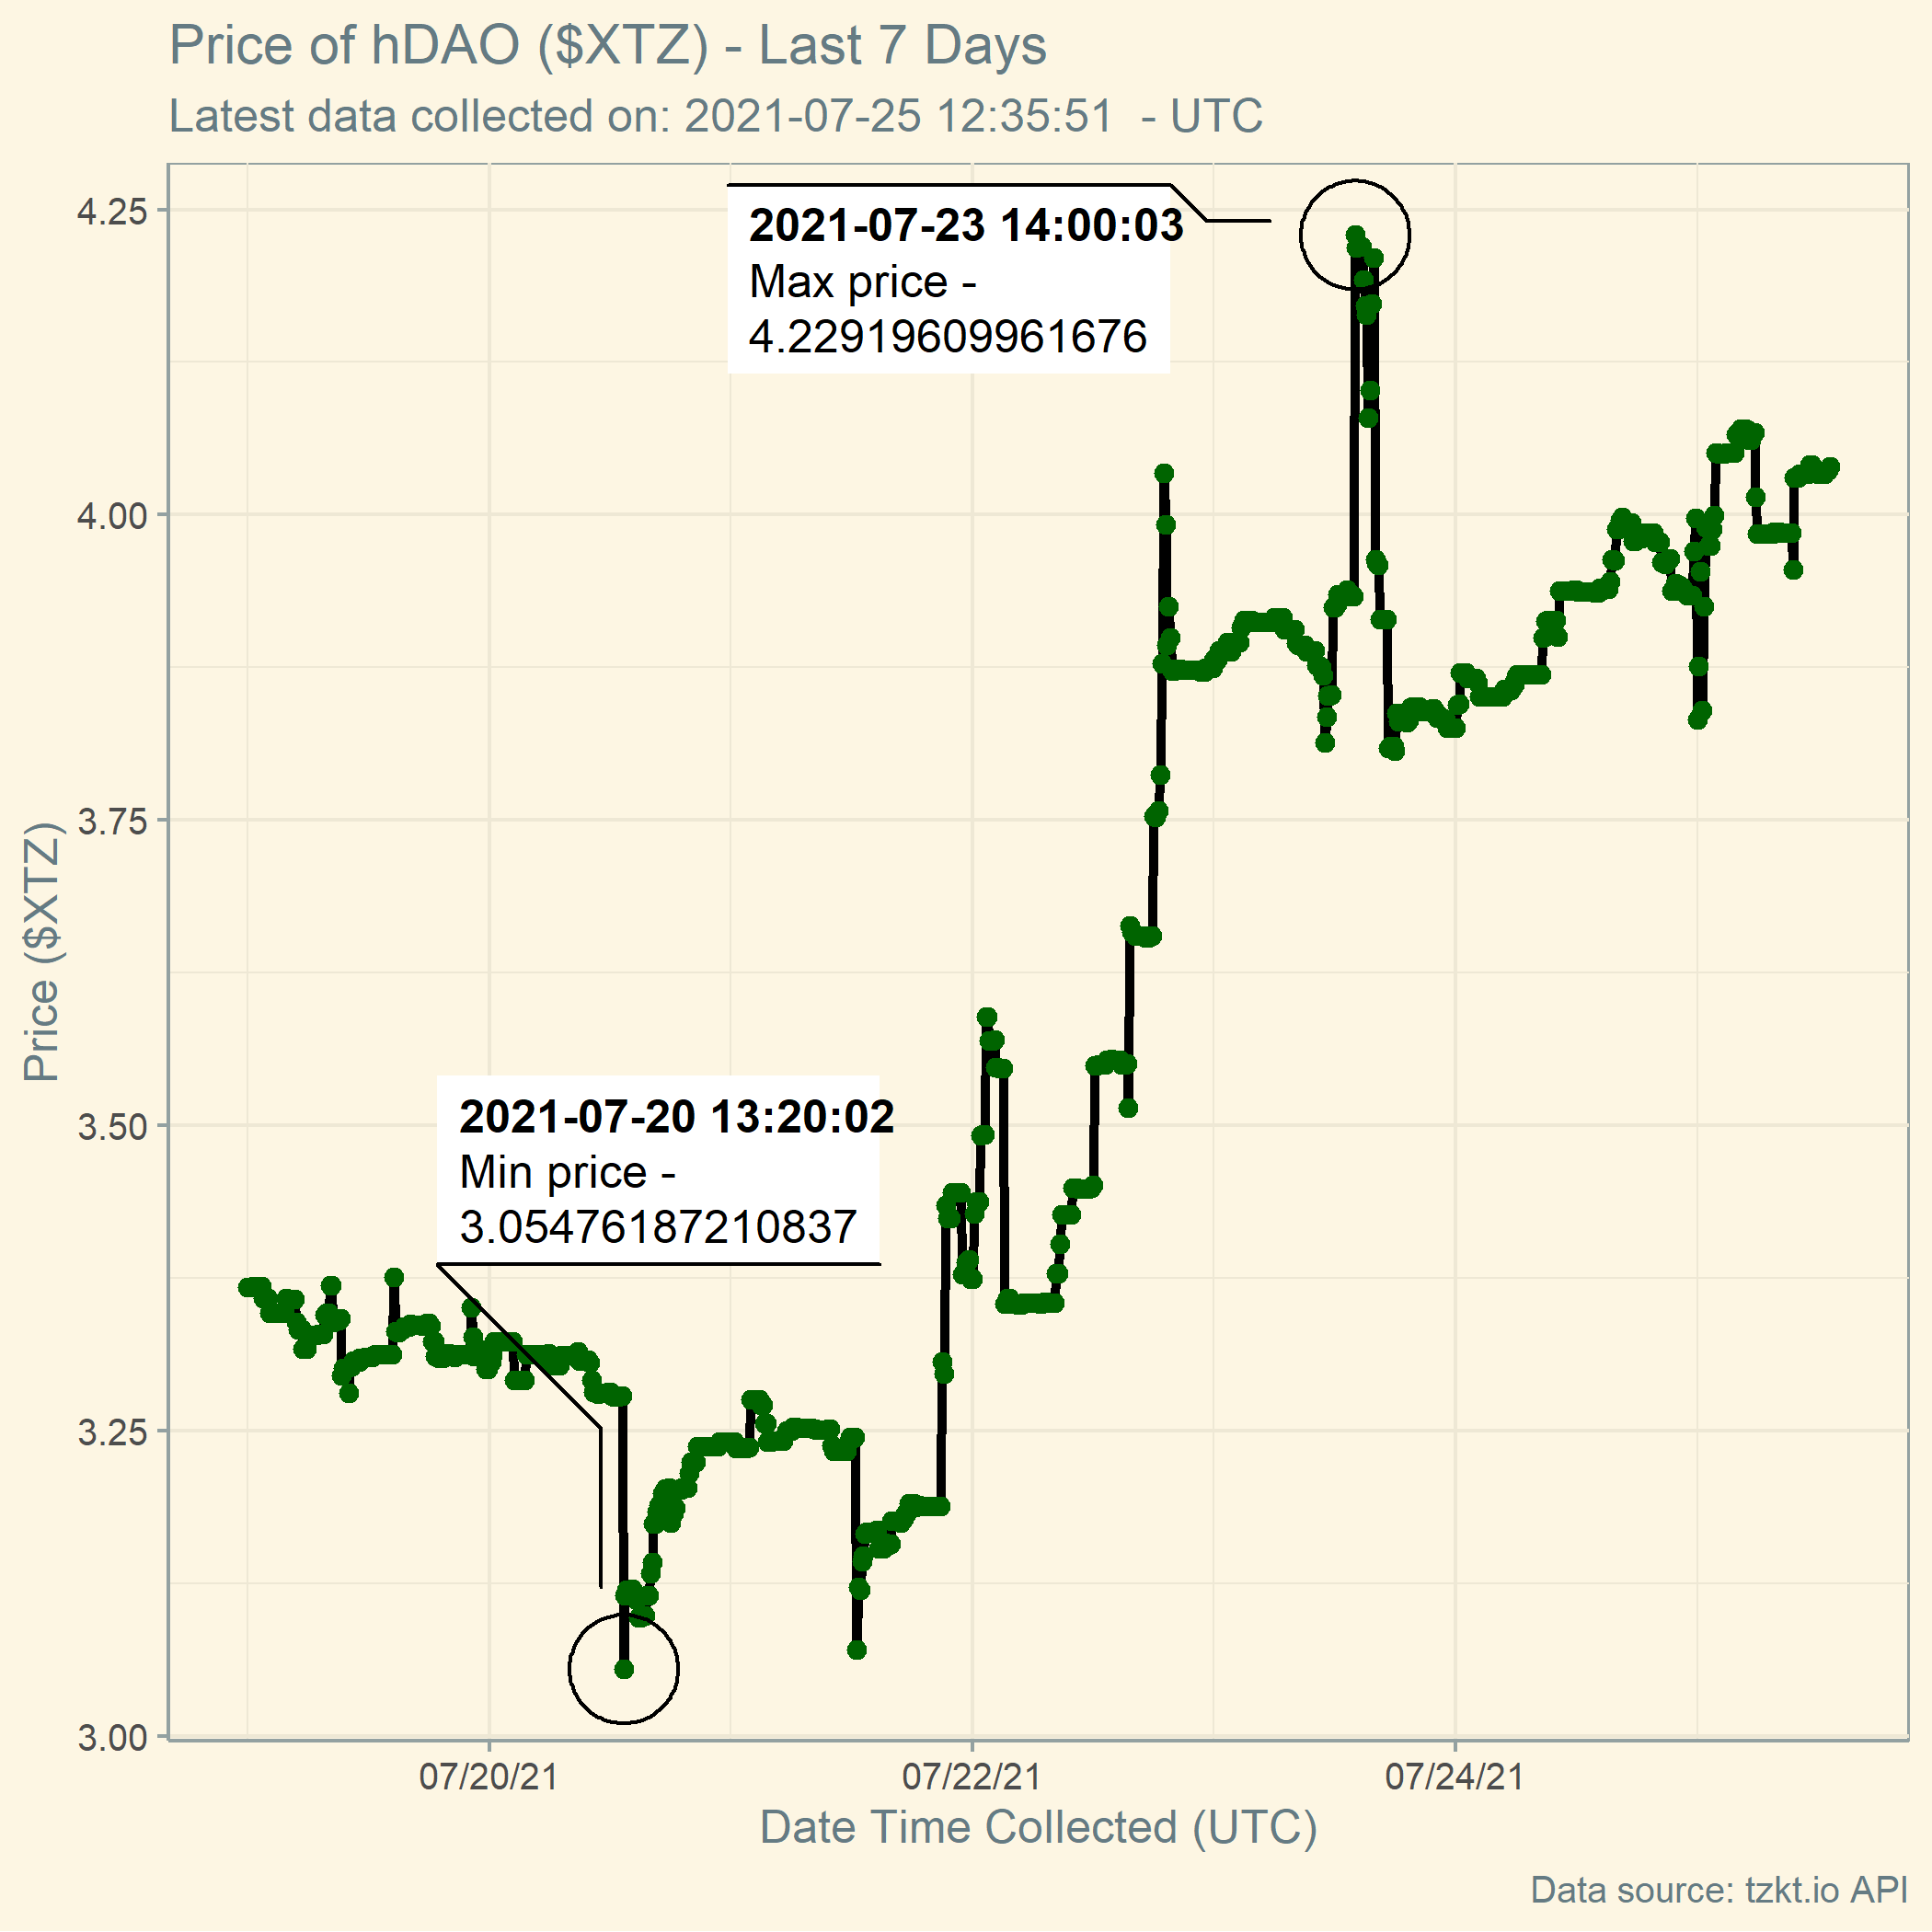 Price of hDAO ($XTZ) - Last 7 Days
Latest data collected on: 2021-07-25 12:35:51  - UTC
4.25
4.00
3.75
3.50
3.25
3.00
Price ($XTZ)
2021-07-23 14:00:03
Max price -
4.22919609961676
2021-07-20 13:20:02
Min price -
3.05476187210837
07/20/21
07/22/21
07/24/21
Date Time Collected (UTC)
Data source: tzkt.io API